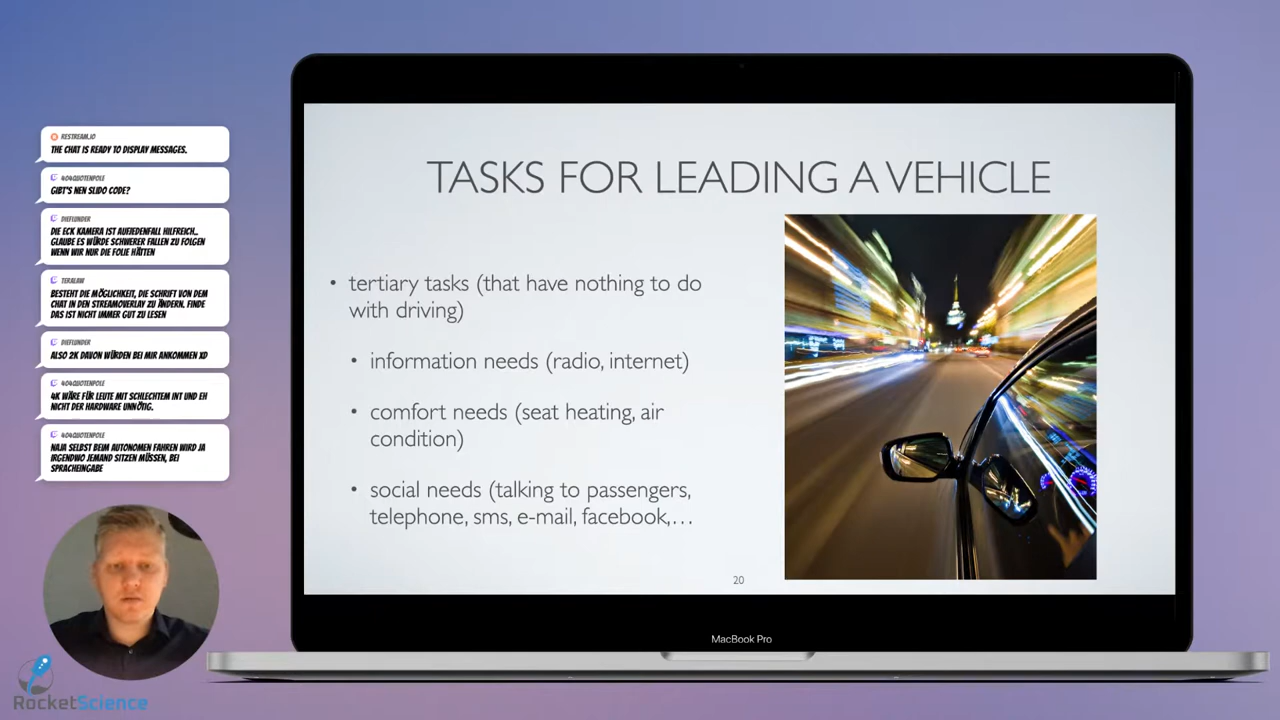 RESTREAM.IO
THE CHAT IS READY TO DISPLAY MESSAGES.
404QUOTENPOLE
GIBT'S NEN SLIDO CODE?
DIEFLUNDER
DIE ECK KAMERA IST AUFJEDENFALL HILFREICH..
GLAUBE ES WÜRDE SCHWERER FALLEN ZU FOLGEN
WENN WIR NUR DIE FOLIE HÄTTEN
TERALAW
BESTEHT DIE MÖGLICHKEIT, DIE SCHRIFT VON DEM
CHAT IN DEN STREAMOVERLAY ZU ÄNDERN. FINDE
DAS IST NICHT IMMER GUT ZU LESEN
DIEFLUNDER
ALSO 2K DAVON WÜRDEN BEI MIR ANKOMMEN XD
404QUOTENPOLE
4K WÄRE FÜR LEUTE MIT SCHLECHTEM INT UND EH
NICHT DER HARDWARE UNNÖTIG.
404QUOTENPOLE
NAJA SELBST BEIM AUTONOMEN FAHREN WIRD JA
IRGENDWO JEMAND SITZEN MÜSSEN, BEI
SPRACHEINGABE
RocketScience
TASKS FOR LEADING A VEHICLE
• tertiary tasks (that have nothing to do
with driving)
• information needs (radio, internet)
• comfort needs (seat heating, air
condition)
• social needs (talking to passengers,
telephone, sms, e-mail, facebook,…
20
MacBook Pro